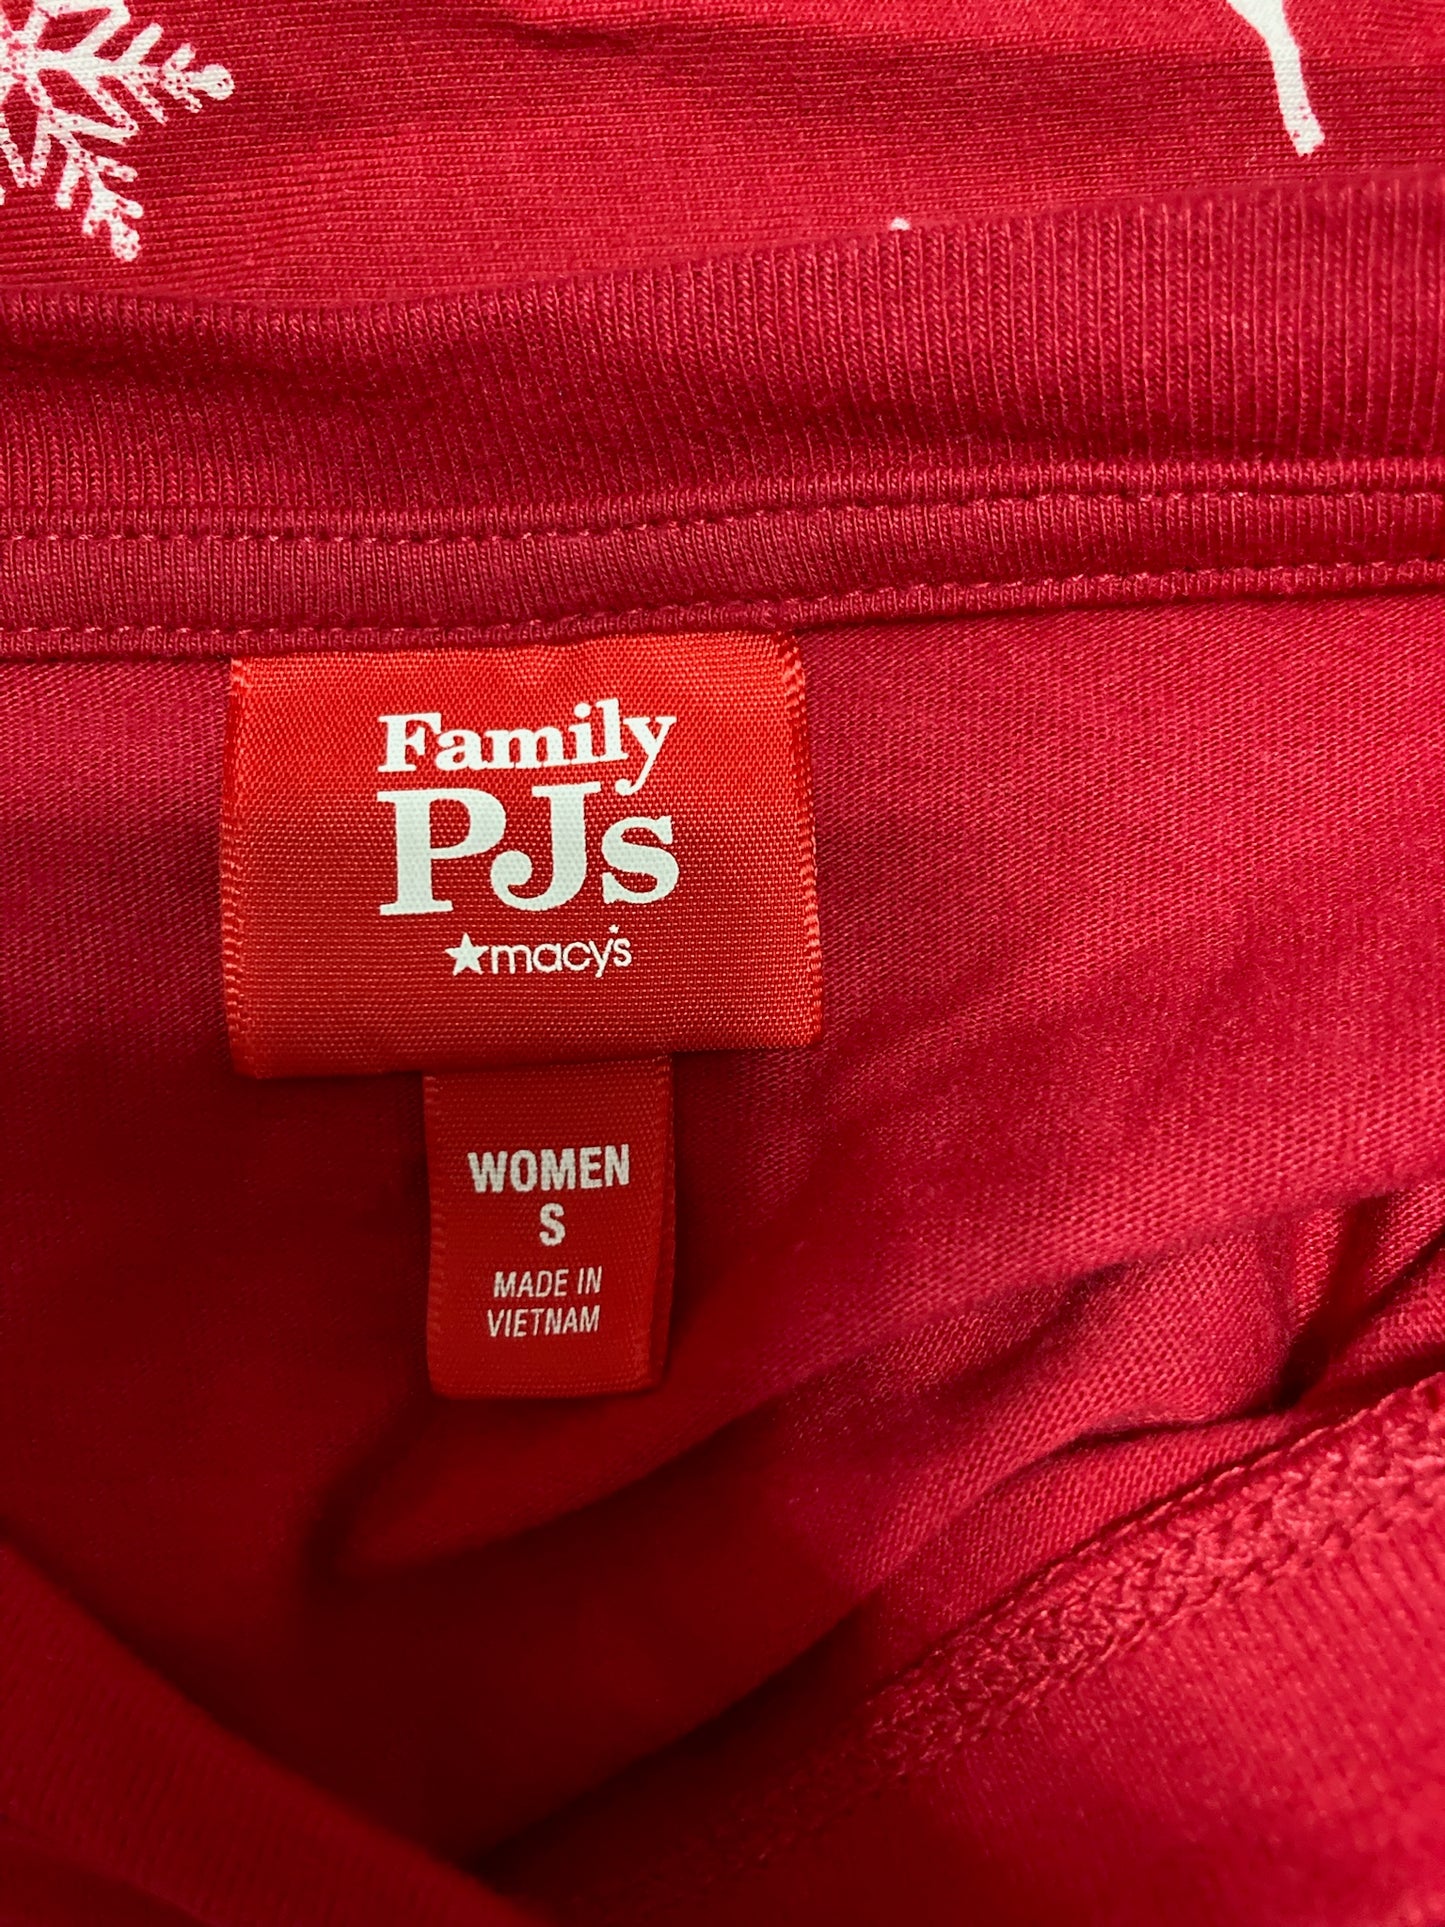 Family
PJs
★macy's
WOMEN
S
MADE IN
VIETNAM